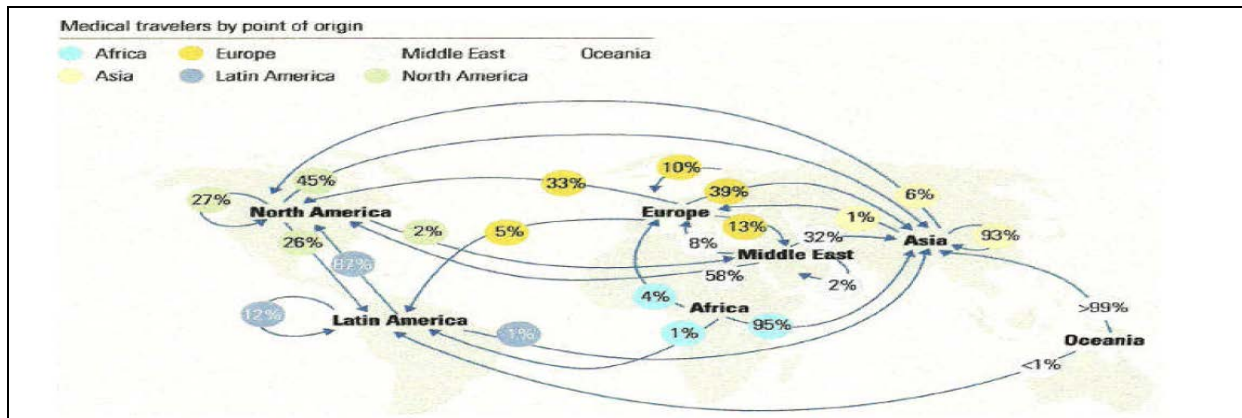 Medical travelers by point of origin
Africa Europe Middle East Oceania
Asia Latin America North America
45%
33%
10%
39%
6%
27%
North America
2%
5%
Europe
13%
1%
32%
Asia
93%
26%
8%
Middle East
87%
58%
2%
4%
Africa
>99%
12%
Latin America
1%
1%
95%
Oceania
<1%